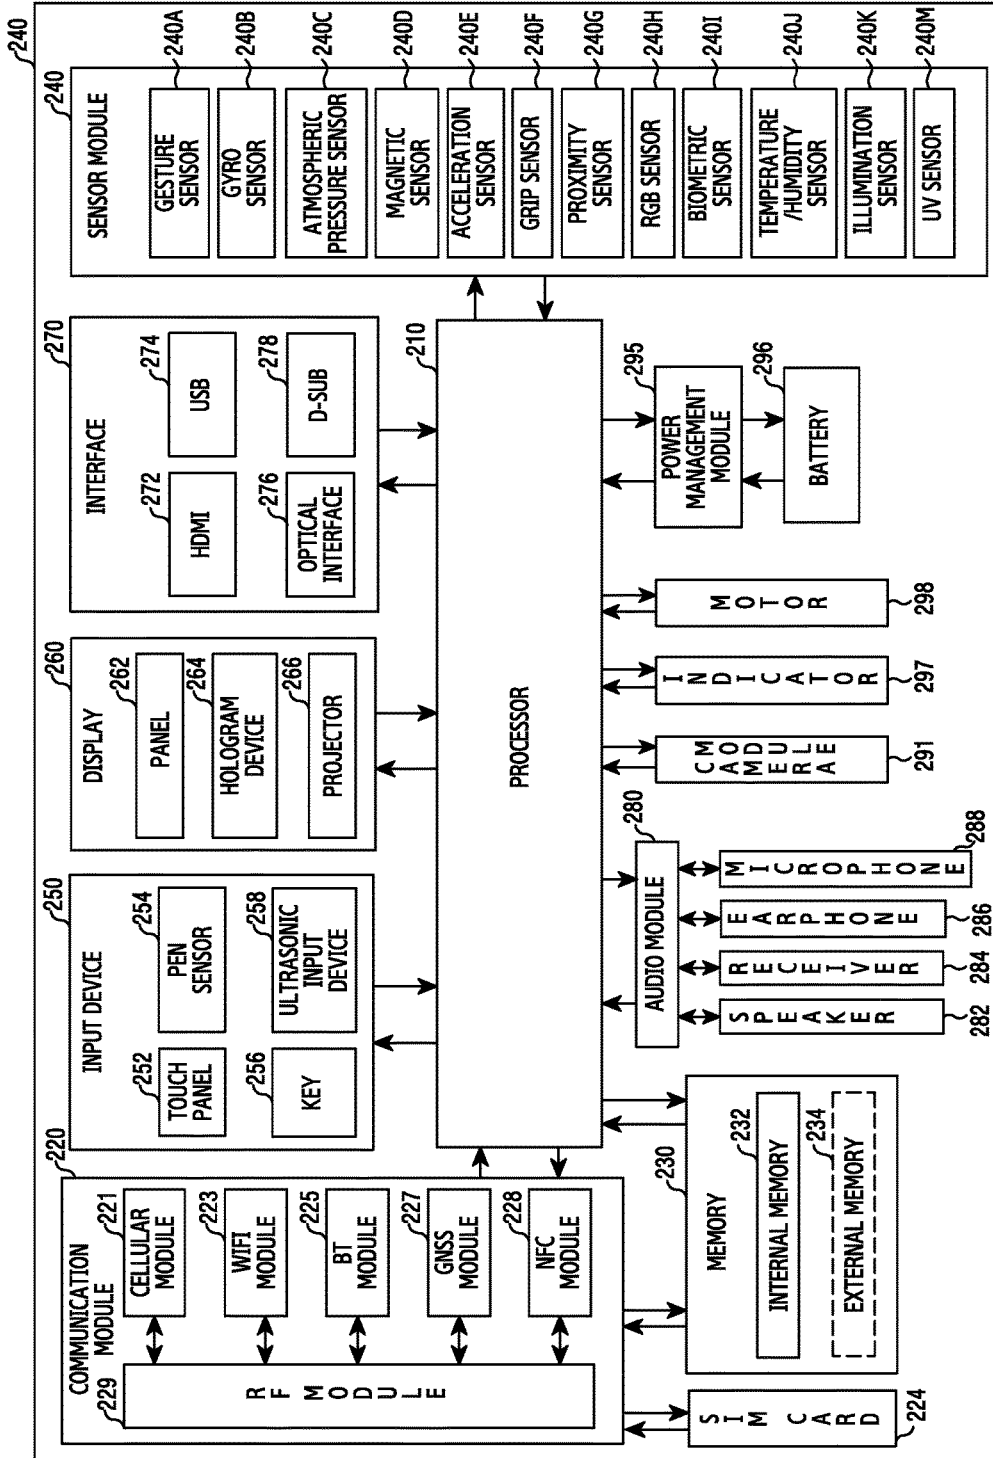 240
COMMUNICATION
MODULE
220
229
RF MODULE
221
CELLULAR
MODULE
223
WIFI
MODULE
225
BT
MODULE
227
GNSS
MODULE
228
NFC
MODULE
SIM CARD
224
INPUT DEVICE
250
252
TOUCH
PANEL
254
PEN
SENSOR
256
KEY
258
ULTRASONIC
INPUT
DEVICE
DISPLAY
260
262
PANEL
264
HOLOGRAM
DEVICE
266
PROJECTOR
INTERFACE
270
272
HDMI
274
USB
276
OPTICAL
INTERFACE
278
D-SUB
SENSOR MODULE
240
GESTURE
SENSOR
240A
GYRO
SENSOR
240B
ATMOSPHERIC
PRESSURE SENSOR
240C
MAGNETIC
SENSOR
240D
ACCELERATION
SENSOR
240E
GRIP SENSOR
240F
PROXIMITY
SENSOR
240G
RGB SENSOR
240H
BIOMETRIC
SENSOR
240I
TEMPERATURE
/HUMIDITY
SENSOR
240J
ILLUMINATION
SENSOR
240K
UV SENSOR
240M
PROCESSOR
210
MEMORY
230
INTERNAL MEMORY
232
EXTERNAL MEMORY
234
AUDIO MODULE
280
SPEAKER
282
RECEIVER
284
EARPHONE
286
MICROPHONE
288
CAMERA
MODULE
291
INDICATOR
297
MOTOR
298
POWER
MANAGEMENT
MODULE
295
BATTERY
296